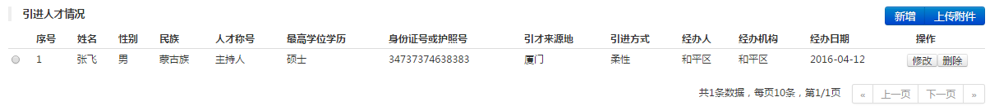 引进人才情况
新增 上传附件
序号 姓名 性别 民族 人才称号 最高学位学历 身份证号或护照号 引才来源地 引进方式 经办人 经办机构 经办日期 操作
1 张飞 男 蒙古族 主持人 硕士 34737374638383 厦门 柔性 和平区 和平区 2016-04-12 修改 删除
共1条数据，每页10条，第1/1页 « 上一页 下一页 »